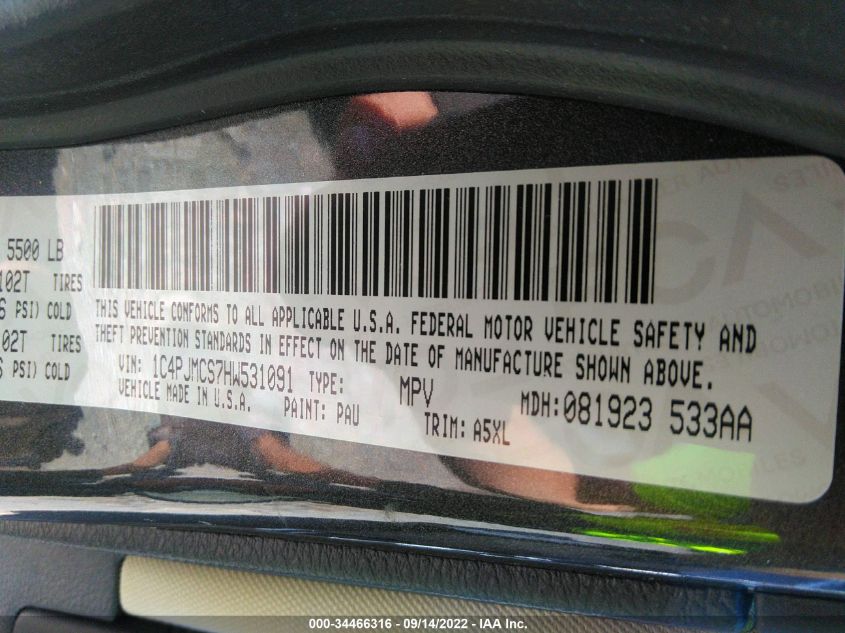 5500 LB
102T TIRES
PSI) COLD
02T TIRES
PSI) COLD
THIS VEHICLE CONFORMS TO ALL APPLICABLE U.S.A. FEDERAL MOTOR VEHICLE SAFETY AND
THEFT PREVENTION STANDARDS IN EFFECT ON THE DATE OF MANUFACTURE SHOWN ABOVE.
VIN: 1C4PJMCS7HW531091 TYPE: MPV MDH:081923 533AA
VEHICLE MADE IN U.S.A. PAINT: PAU TRIM: A5XL
000-34466316 - 09/14/2022 - IAA Inc.